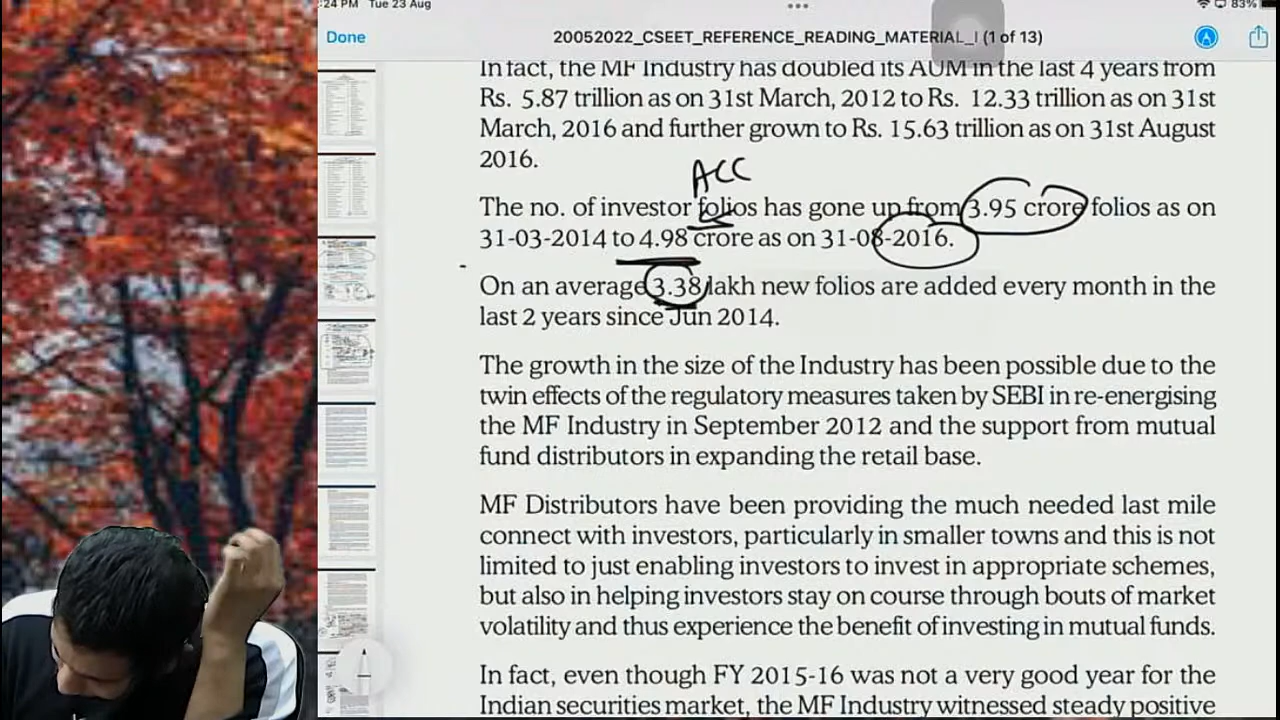 :24 PM Tue 23 Aug
83%
Done
20052022_CSEET_REFERENCE_READING_MATERIAL_I (1 of 13)
In fact, the MF Industry has doubled its AUM in the last 4 years from
Rs. 5.87 trillion as on 31st March, 2012 to Rs. 12.33 trillion as on 31st
March, 2016 and further grown to Rs. 15.63 trillion as on 31st August
2016.
ACC
The no. of investor folios has gone up from 3.95 crore folios as on
31-03-2014 to 4.98 crore as on 31-08-2016.
On an average 3.38 lakh new folios are added every month in the
last 2 years since Jun 2014.
The growth in the size of the Industry has been possible due to the
twin effects of the regulatory measures taken by SEBI in re-energising
the MF Industry in September 2012 and the support from mutual
fund distributors in expanding the retail base.
MF Distributors have been providing the much needed last mile
connect with investors, particularly in smaller towns and this is not
limited to just enabling investors to invest in appropriate schemes,
but also in helping investors stay on course through bouts of market
volatility and thus experience the benefit of investing in mutual funds.
In fact, even though FY 2015-16 was not a very good year for the
Indian securities market, the MF Industry witnessed steady positive